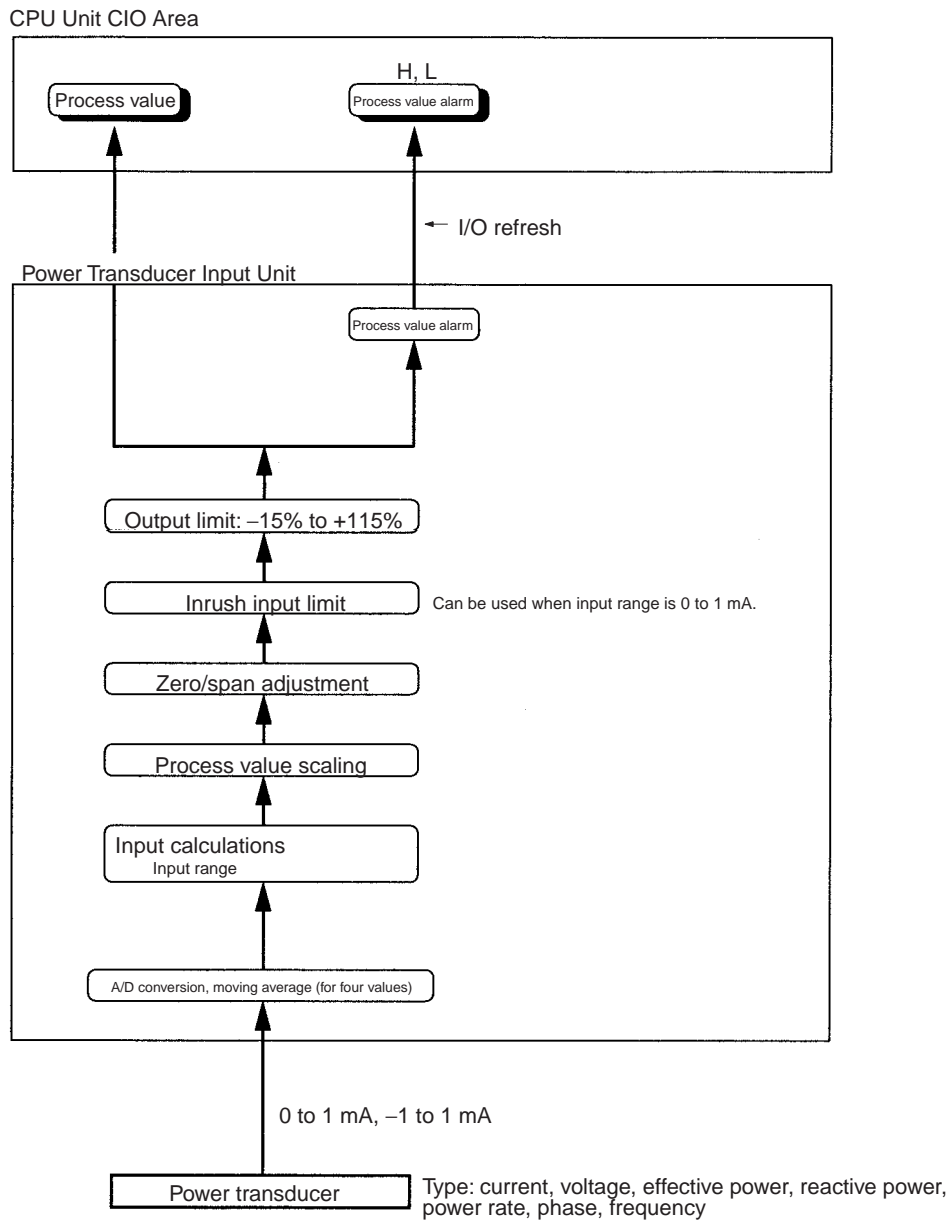 CPU Unit CIO Area
H, L
Process value
Process value alarm
I/O refresh
Power Transducer Input Unit
Process value alarm
Output limit: –15% to +115%
Inrush input limit
Can be used when input range is 0 to 1 mA.
Zero/span adjustment
Process value scaling
Input calculations
Input range
A/D conversion, moving average (for four values)
0 to 1 mA, –1 to 1 mA
Power transducer
Type: current, voltage, effective power, reactive power,
power rate, phase, frequency